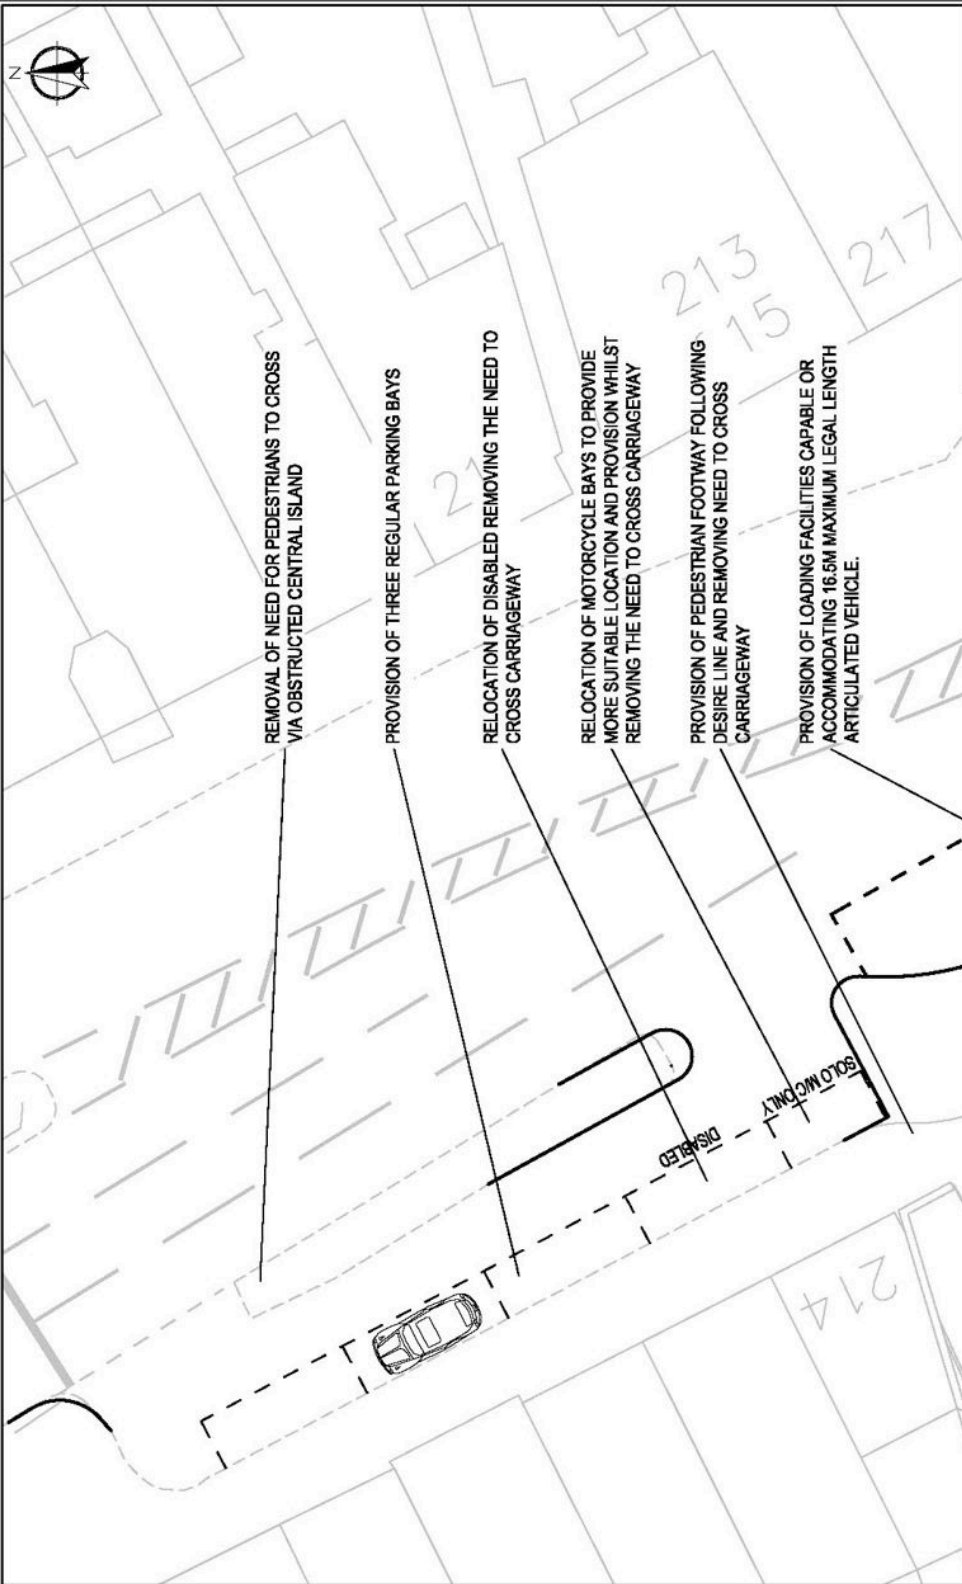 N
REMOVAL OF NEED FOR PEDESTRIANS TO CROSS
VIA OBSTRUCTED CENTRAL ISLAND
PROVISION OF THREE REGULAR PARKING BAYS
RELOCATION OF DISABLED REMOVING THE NEED TO
CROSS CARRIAGEWAY
RELOCATION OF MOTORCYCLE BAYS TO PROVIDE
MORE SUITABLE LOCATION AND PROVISION WHILST
REMOVING THE NEED TO CROSS CARRIAGEWAY
PROVISION OF PEDESTRIAN FOOTWAY FOLLOWING
DESIRE LINE AND REMOVING NEED TO CROSS
CARRIAGEWAY
PROVISION OF LOADING FACILITIES CAPABLE OR
ACCOMMODATING 16.5M MAXIMUM LEGAL LENGTH
ARTICULATED VEHICLE.
213
15
217
214
DISABLED
SOLO M/C ONLY